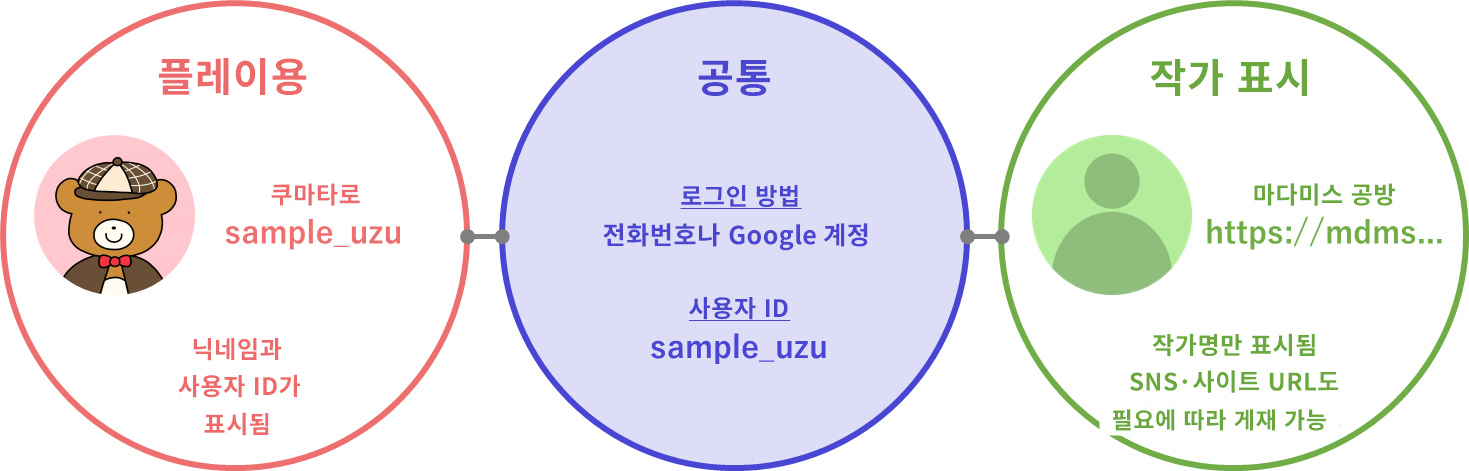 플레이용
쿠마타로
sample_uzu
닉네임과
사용자 ID가
표시됨
공통
로그인 방법
전화번호나 Google 계정
사용자 ID
sample_uzu
작가 표시
마다미스 공방
https://mdms...
작가명만 표시됨
SNS·사이트 URL도
필요에 따라 게재 가능